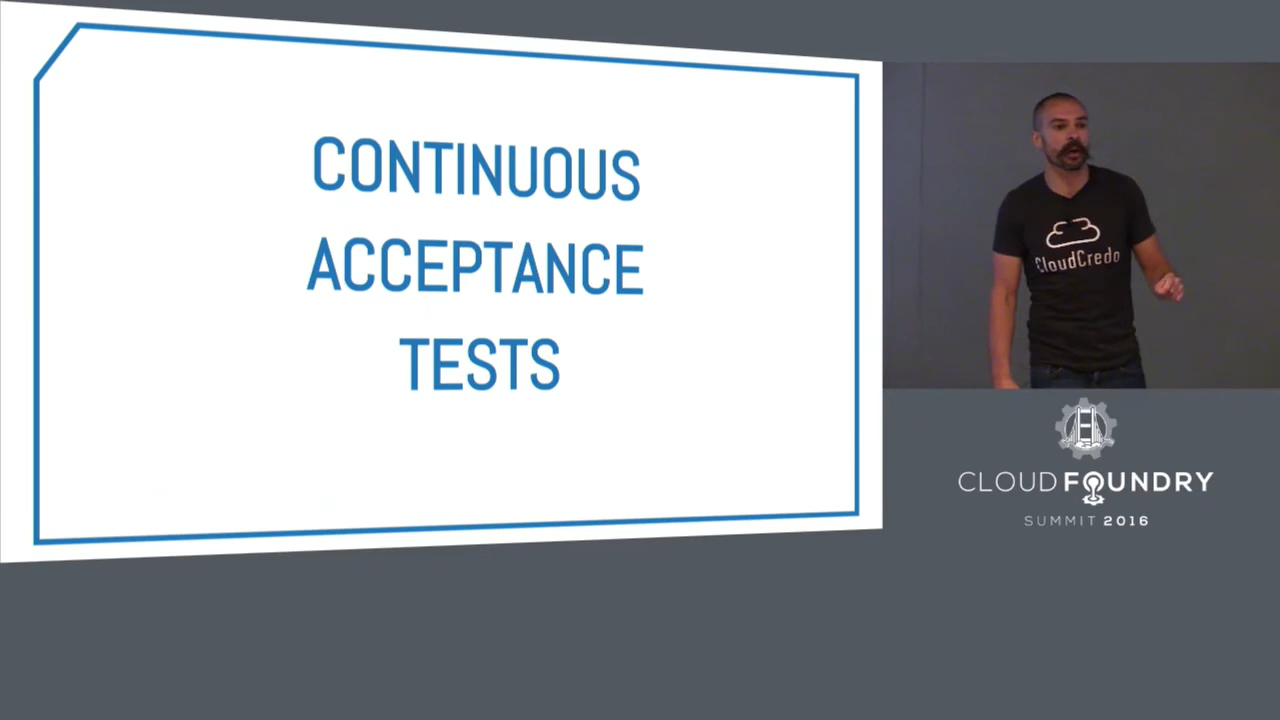 CONTINUOUS
ACCEPTANCE
TESTS
CloudCredo
CLOUD FOUNDRY
SUMMIT 2016